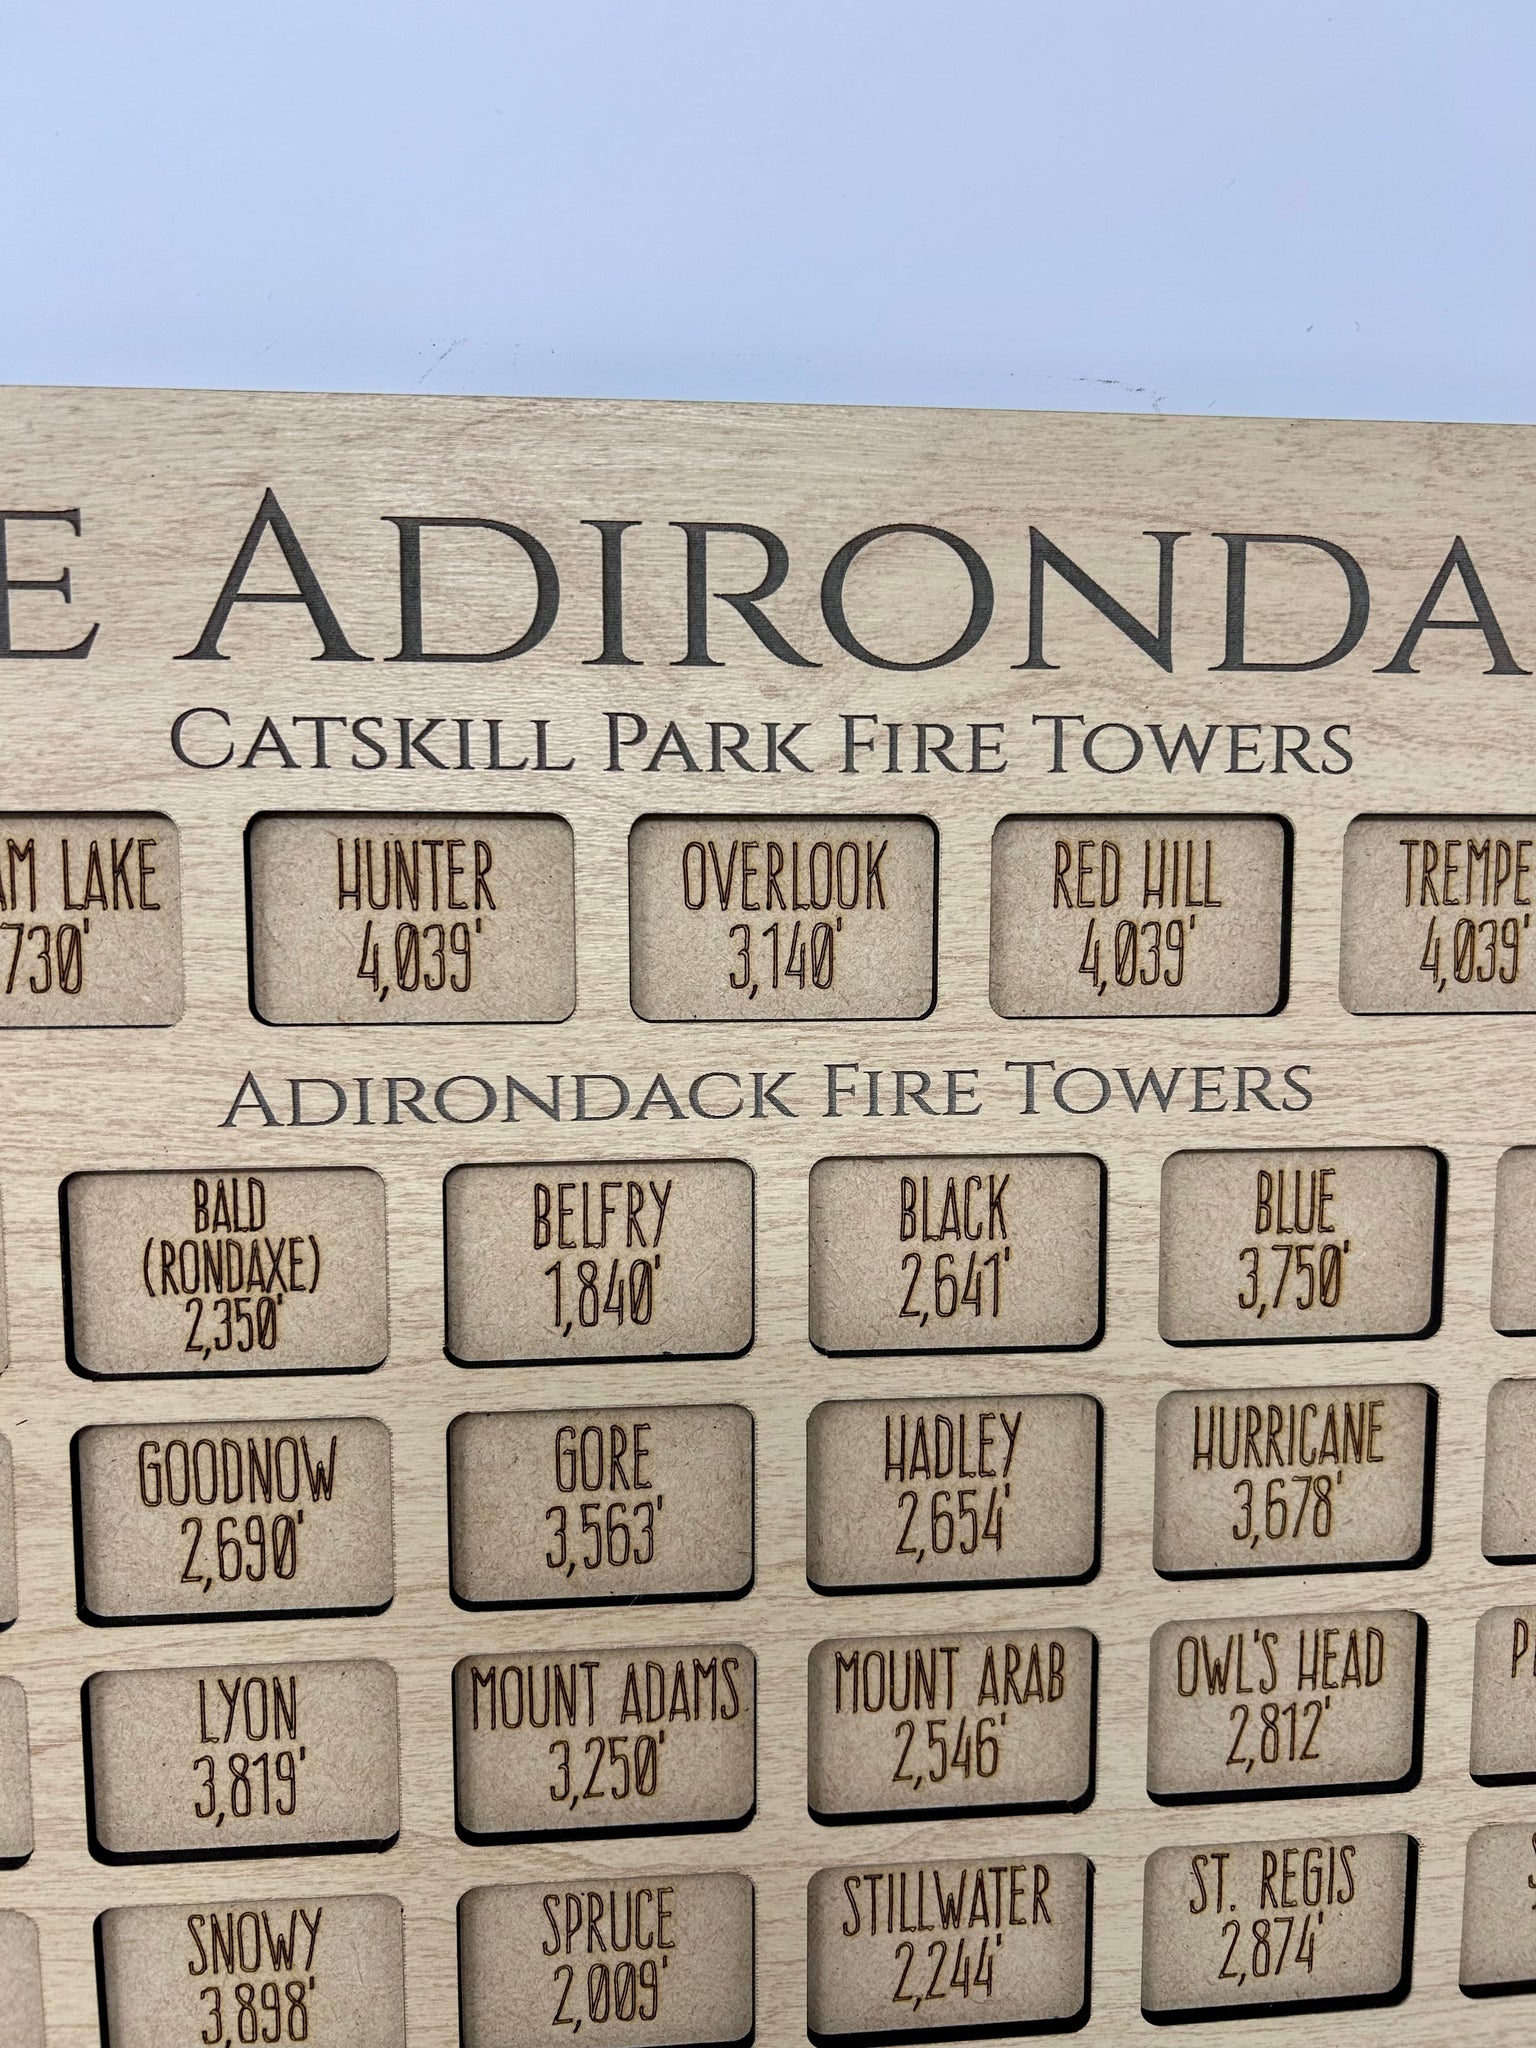 E ADIRONDA
CATSKILL PARK FIRE TOWERS
AM LAKE
730'
HUNTER
4,039'
OVERLOOK
3,140'
RED HILL
4,039'
TREMPE
4,039'
ADIRONDACK FIRE TOWERS
BALD
(RONDAXE)
2,350'
BELFRY
1,840'
BLACK
2,641'
BLUE
3,750'
GOODNOW
2,690'
GORE
3,563'
HADLEY
2,654'
HURRICANE
3,678'
LYON
3,819'
MOUNT ADAMS
3,250'
MOUNT ARAB
2,546'
OWL'S HEAD
2,812'
SNOWY
3,898'
SPRUCE
2,009'
STILLWATER
2,244'
ST. REGIS
2,874'